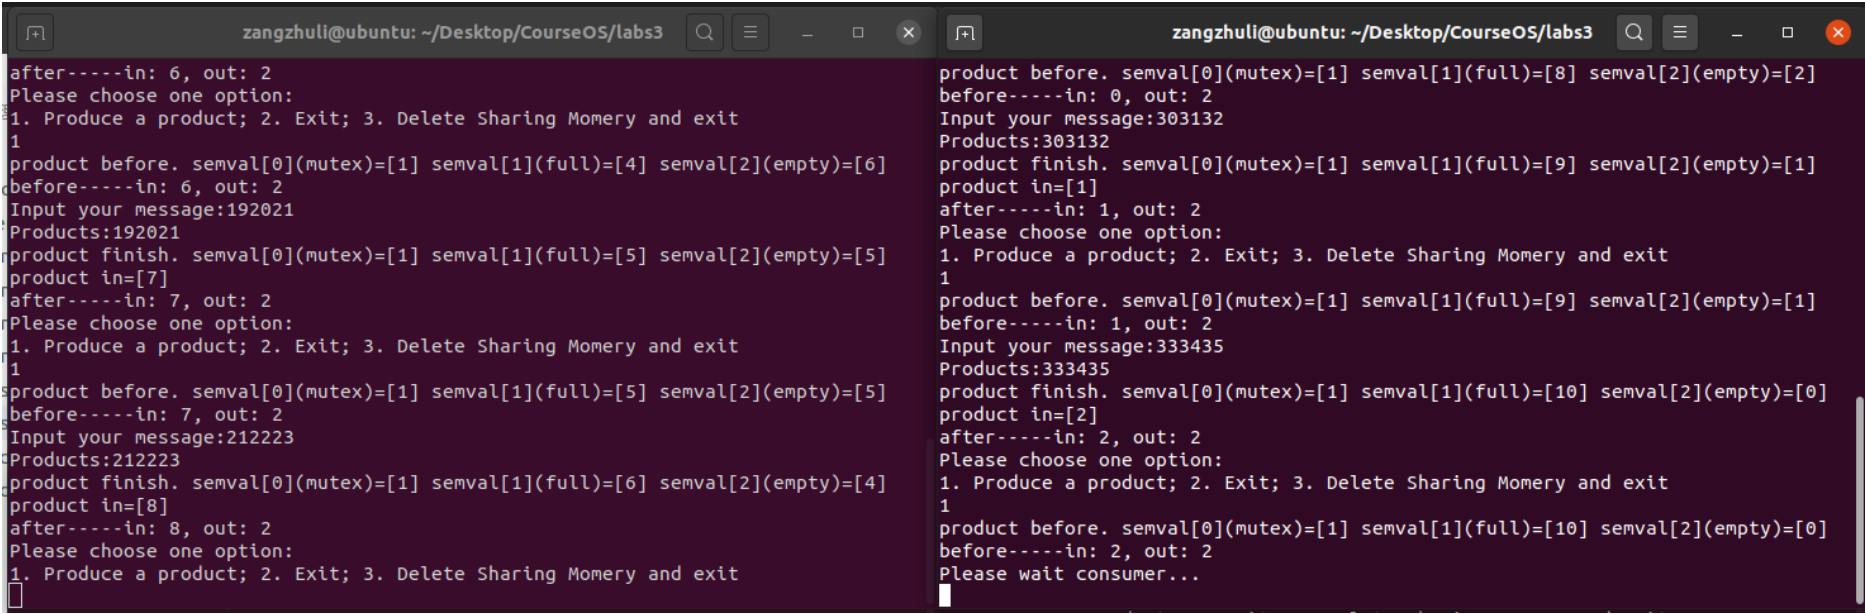 zangzhuli@ubuntu: ~/Desktop/CourseOS/labs3
after-----in: 6, out: 2
Please choose one option:
1. Produce a product; 2. Exit; 3. Delete Sharing Momery and exit
1
product before. semval[0](mutex)=[1] semval[1](full)=[4] semval[2](empty)=[6]
before-----in: 6, out: 2
Input your message:192021
Products:192021
product finish. semval[0](mutex)=[1] semval[1](full)=[5] semval[2](empty)=[5]
product in=[7]
after-----in: 7, out: 2
Please choose one option:
1. Produce a product; 2. Exit; 3. Delete Sharing Momery and exit
1
product before. semval[0](mutex)=[1] semval[1](full)=[5] semval[2](empty)=[5]
before-----in: 7, out: 2
Input your message:212223
Products:212223
product finish. semval[0](mutex)=[1] semval[1](full)=[6] semval[2](empty)=[4]
product in=[8]
after-----in: 8, out: 2
Please choose one option:
1. Produce a product; 2. Exit; 3. Delete Sharing Momery and exit
zangzhuli@ubuntu: ~/Desktop/CourseOS/labs3
product before. semval[0](mutex)=[1] semval[1](full)=[8] semval[2](empty)=[2]
before-----in: 0, out: 2
Input your message:303132
Products:303132
product finish. semval[0](mutex)=[1] semval[1](full)=[9] semval[2](empty)=[1]
product in=[1]
after-----in: 1, out: 2
Please choose one option:
1. Produce a product; 2. Exit; 3. Delete Sharing Momery and exit
1
product before. semval[0](mutex)=[1] semval[1](full)=[9] semval[2](empty)=[1]
before-----in: 1, out: 2
Input your message:333435
Products:333435
product finish. semval[0](mutex)=[1] semval[1](full)=[10] semval[2](empty)=[0]
product in=[2]
after-----in: 2, out: 2
Please choose one option:
1. Produce a product; 2. Exit; 3. Delete Sharing Momery and exit
1
product before. semval[0](mutex)=[1] semval[1](full)=[10] semval[2](empty)=[0]
before-----in: 2, out: 2
Please wait consumer...